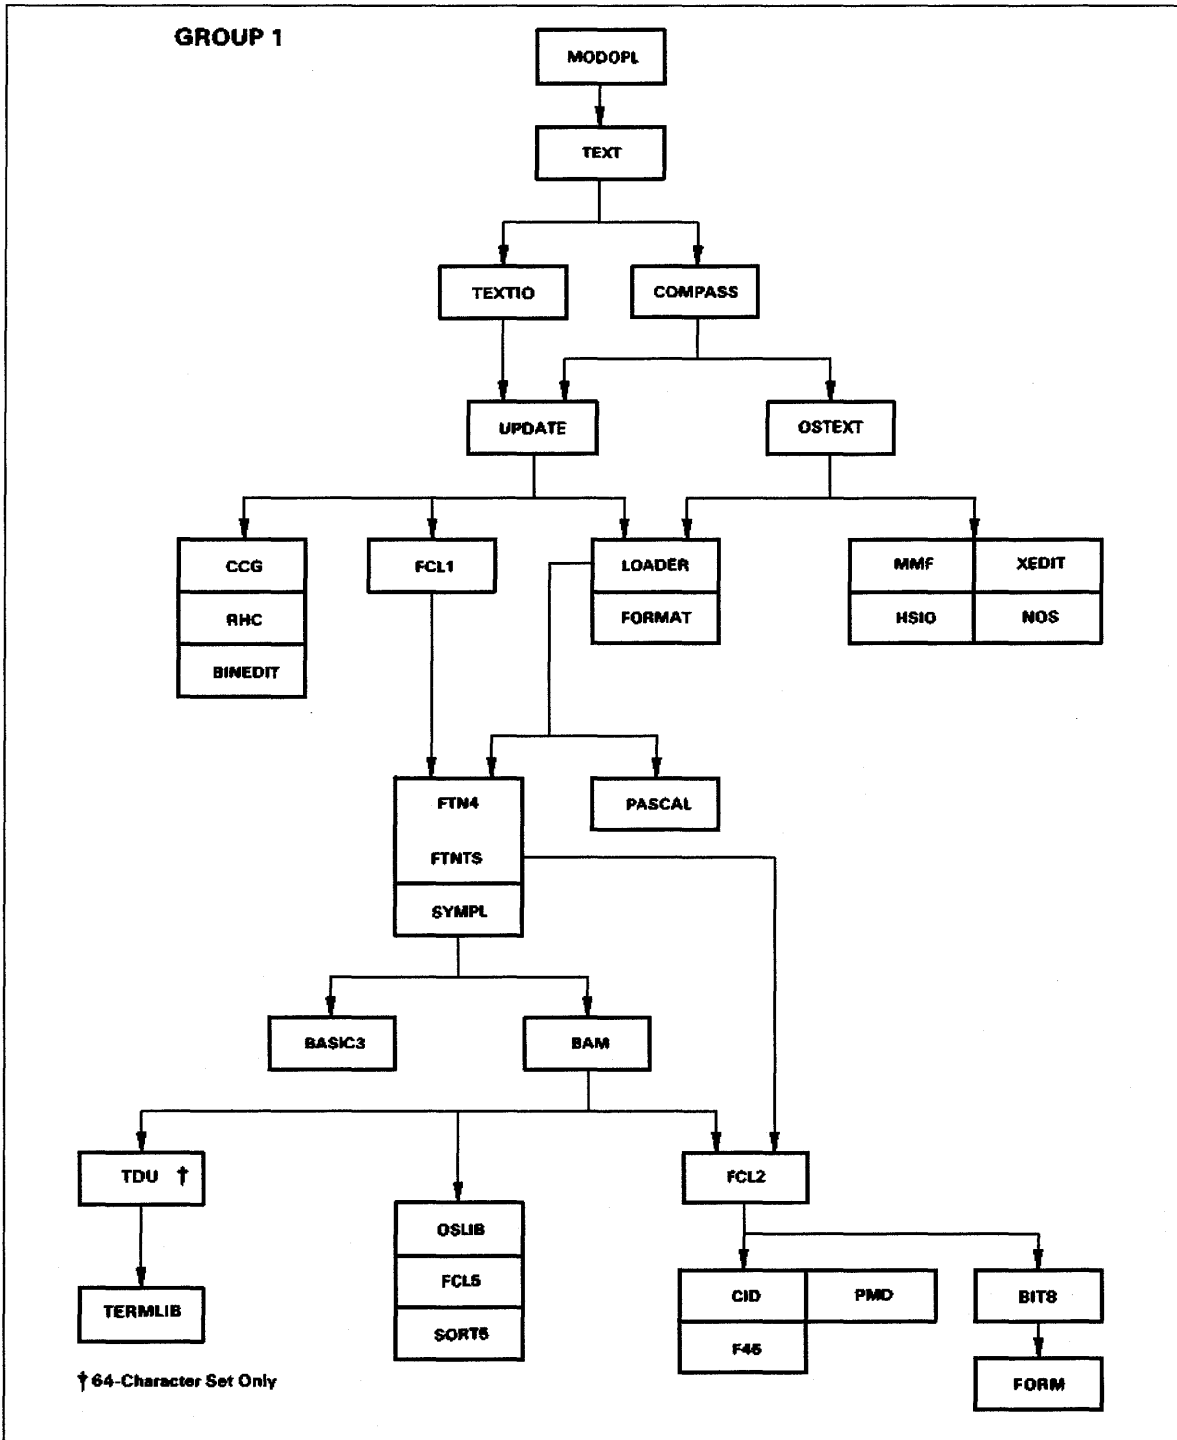 GROUP 1
MODOPL
TEXT
TEXTIO
COMPASS
UPDATE
OSTEXT
CCG
RHC
BINEDIT
FCL1
LOADER
FORMAT
MMF
XEDIT
HSIO
NOS
FTN4
FTNTS
SYMPL
PASCAL
BASIC3
BAM
TDU †
TERMLIB
OSLIB
FCL5
SORT5
FCL2
CID
PMD
F45
BIT8
FORM
† 64-Character Set Only